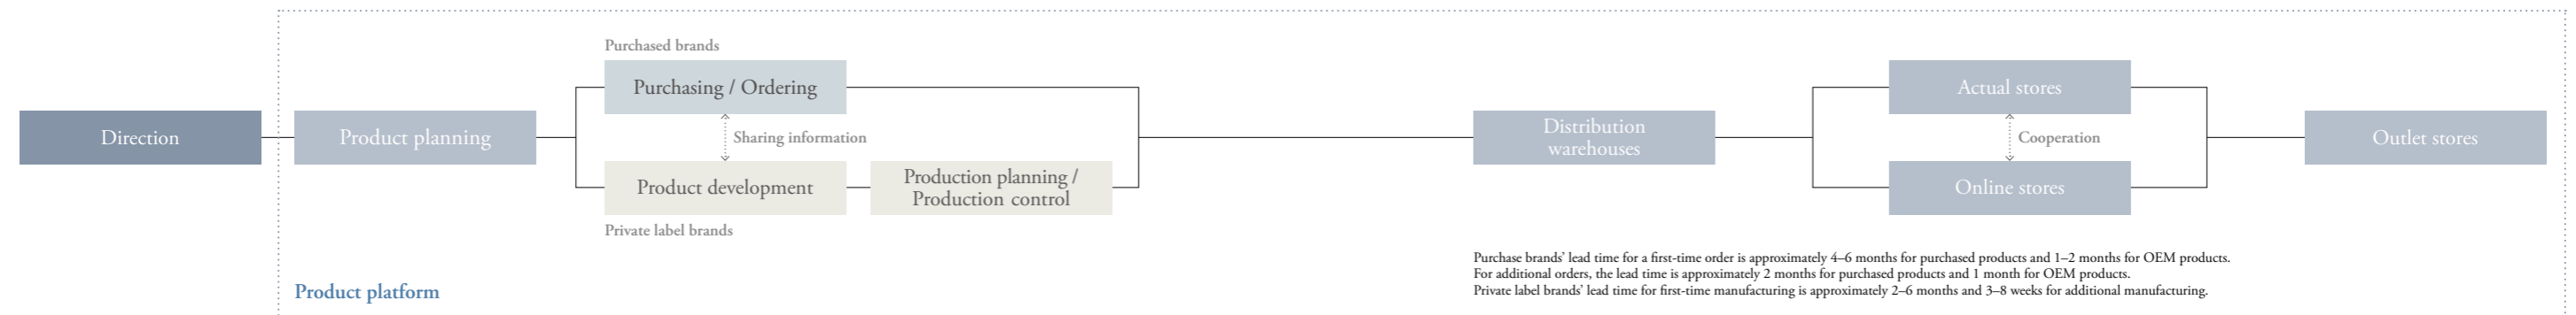 Purchased brands
Purchasing / Ordering
Actual stores
Direction
Product planning
Sharing information
Distribution
warehouses
Cooperation
Outlet stores
Product development
Production planning /
Production control
Online stores
Private label brands
Purchase brands’ lead time for a first-time order is approximately 4–6 months for purchased products and 1–2 months for OEM products.
For additional orders, the lead time is approximately 2 months for purchased products and 1 month for OEM products.
Private label brands’ lead time for first-time manufacturing is approximately 2–6 months and 3–8 weeks for additional manufacturing.
Product platform